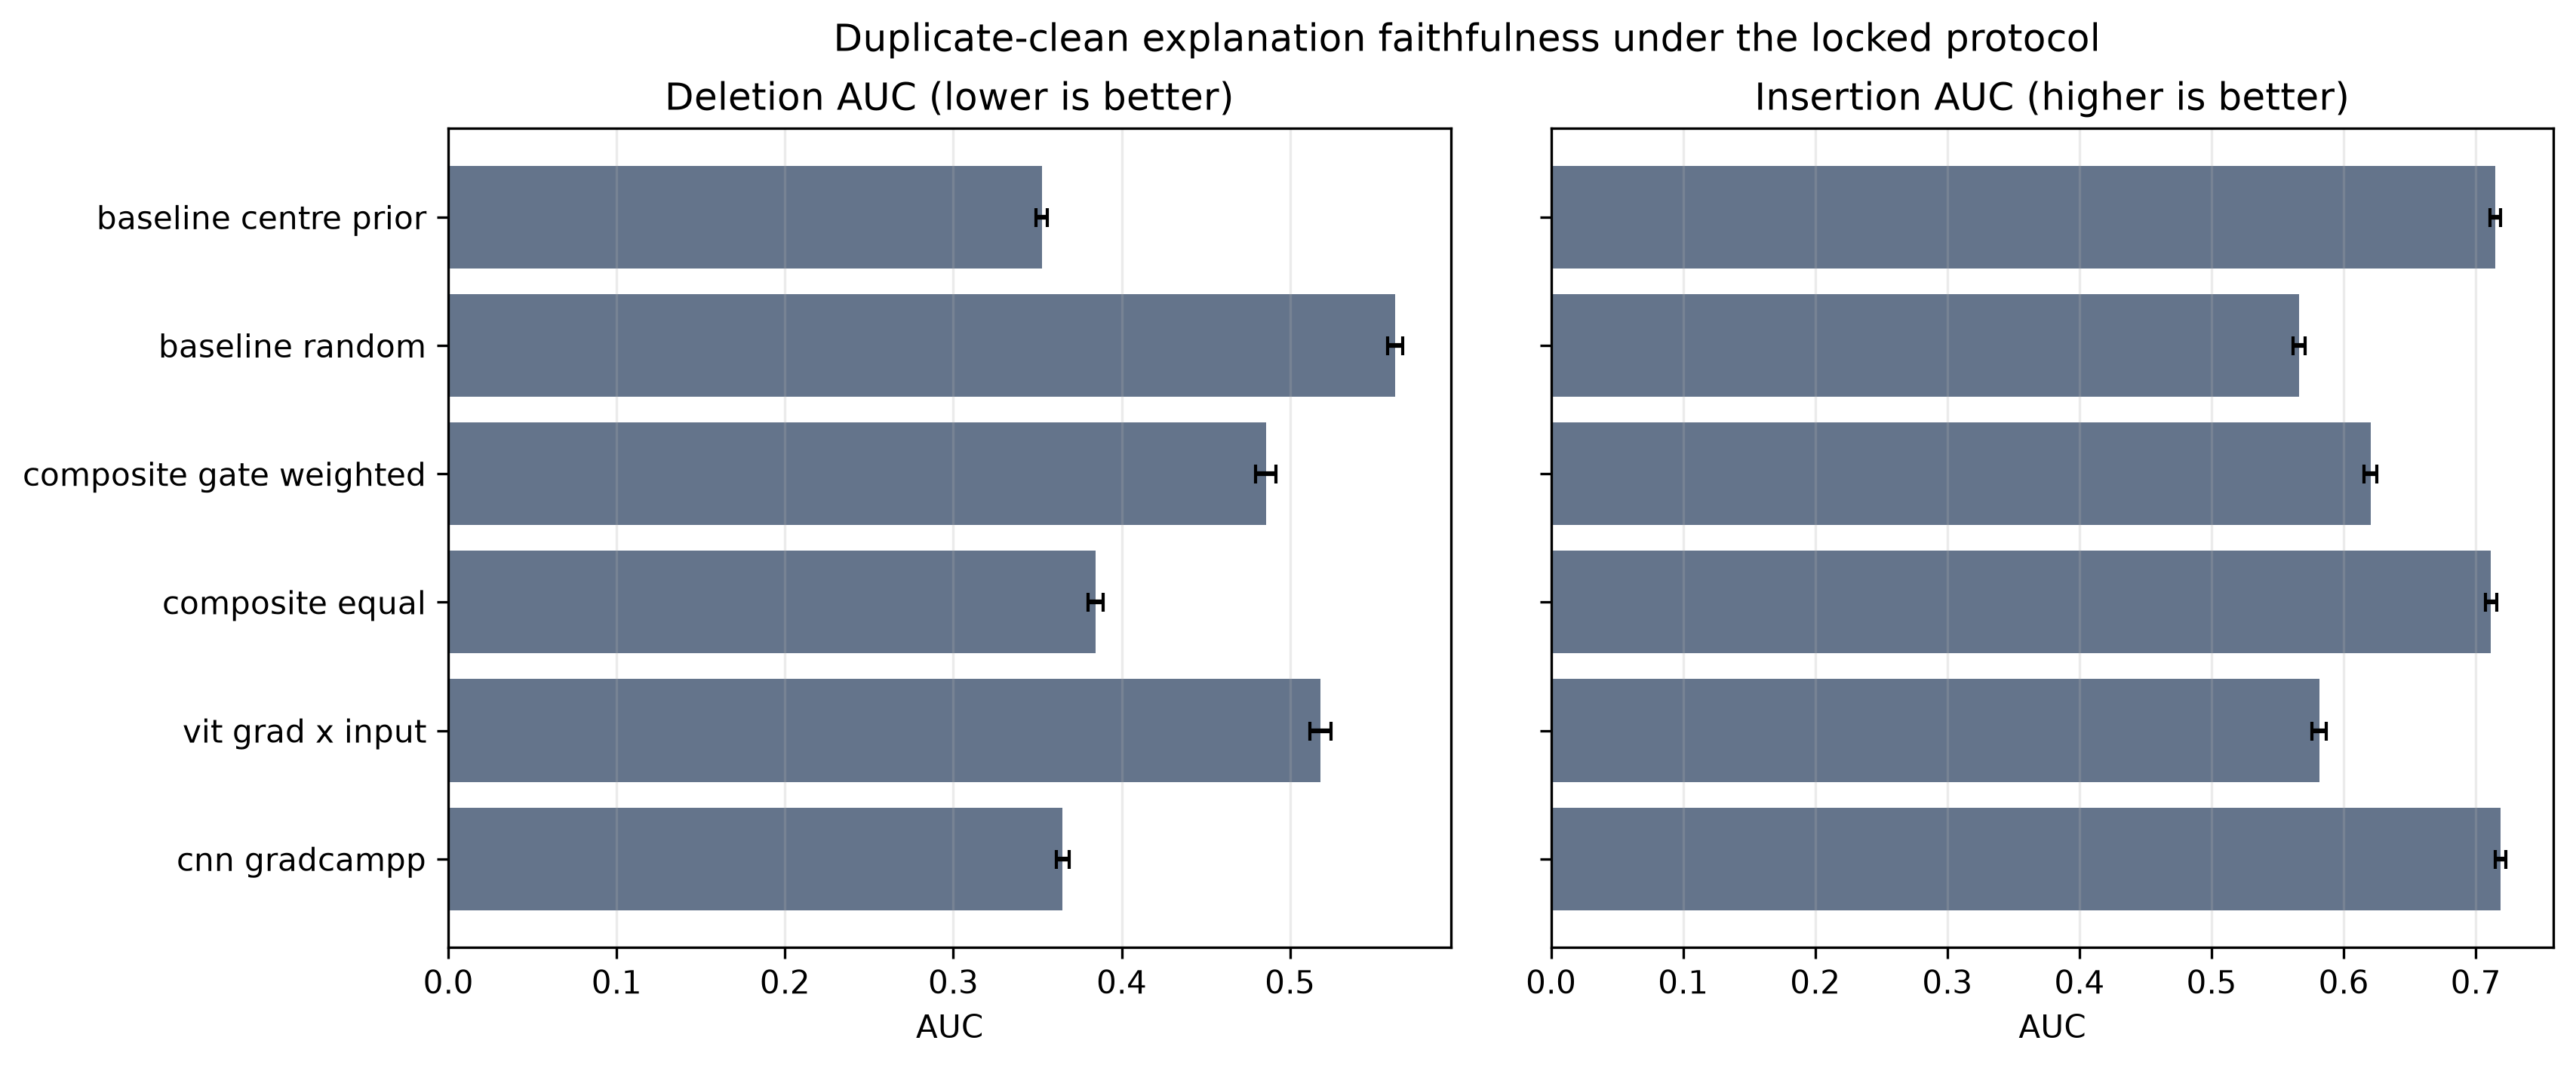 Duplicate-clean explanation faithfulness under the locked protocol
Deletion AUC (lower is better)
Insertion AUC (higher is better)
baseline centre prior
baseline random
composite gate weighted
composite equal
vit grad x input
cnn gradcampp
0.0 0.1 0.2 0.3 0.4 0.5
0.0 0.1 0.2 0.3 0.4 0.5 0.6 0.7
AUC
AUC